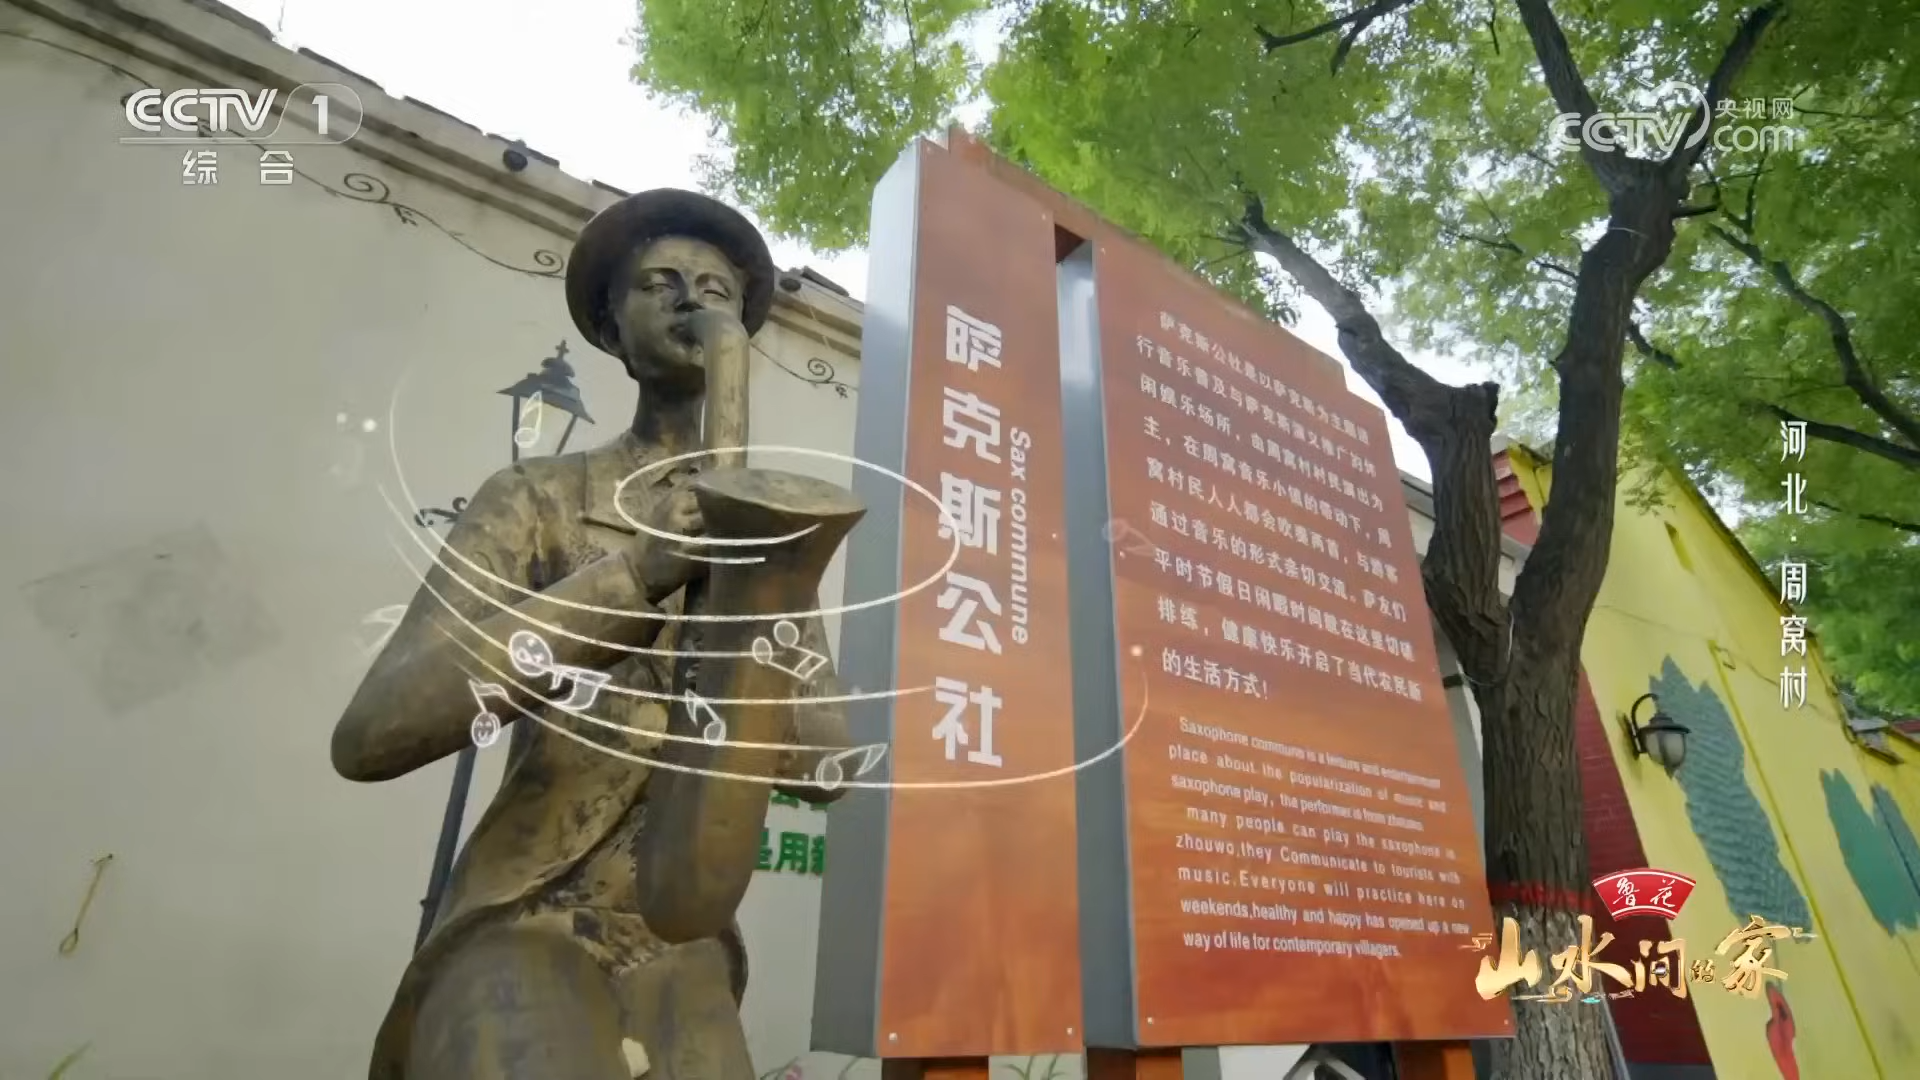 CCTV 1
综合
央视网
CCTV.com
萨克斯公社
Sax commune
萨克斯公社是以萨克斯为主题进
行音乐普及与萨克斯演义推广的休
闲娱乐场所，由周窝村村民演出为
主，在周窝音乐小镇的带动下，周
窝村民人人都会吹奏两首，与游客
通过音乐的形式亲切交流。萨友们
平时节假日闲暇时间就在这里切磋
排练，健康快乐开启了当代农民新
的生活方式！
Saxophone commune is a leisure and entertainment
place about the popularization of music and
saxophone play, the performer is from zhouwo
many people can play the saxophone in
zhouwo,they Communicate to tourists with
music.Everyone will practice here on
weekends,healthy and happy has opened up a new
way of life for contemporary villagers.
是用
河北·周窝村
鲁花
山水间的家